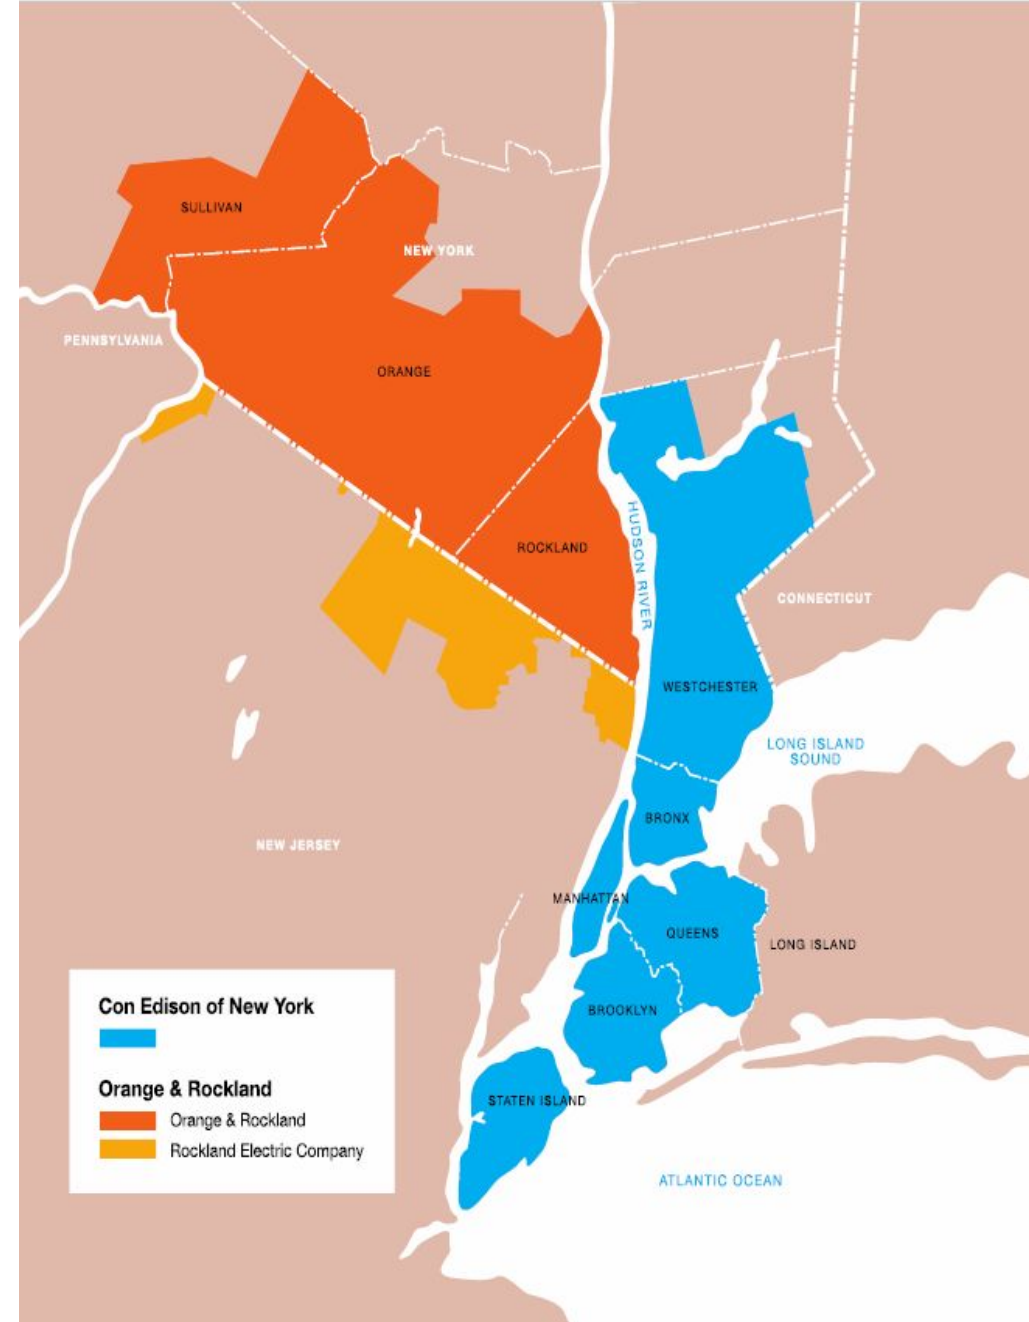 SULLIVAN
NEW YORK
PENNSYLVANIA
ORANGE
HUDSON RIVER
ROCKLAND
CONNECTICUT
WESTCHESTER
LONG ISLAND
SOUND
BRONX
NEW JERSEY
MANHATTAN
QUEENS
LONG ISLAND
BROOKLYN
STATEN ISLAND
ATLANTIC OCEAN
Con Edison of New York
Orange & Rockland
Orange & Rockland
Rockland Electric Company